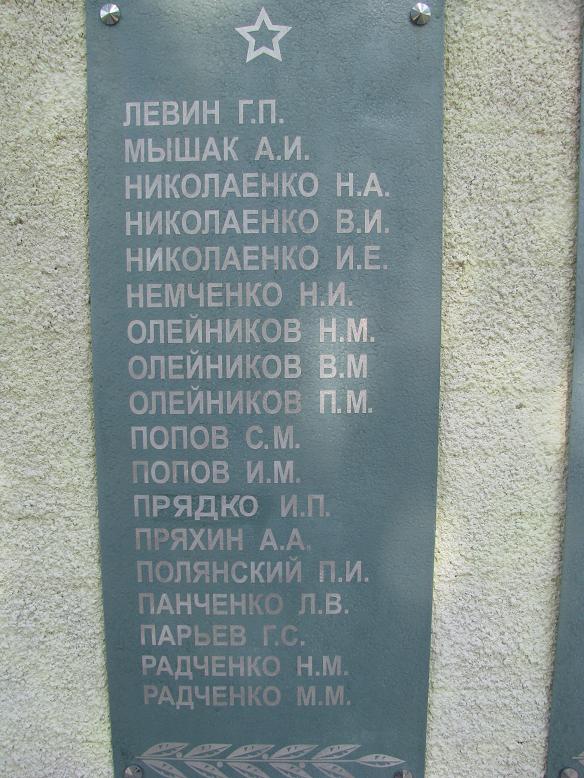 ЛЕВИН Г.П.
МЫШАК А.И.
НИКОЛАЕНКО Н.А.
НИКОЛАЕНКО В.И.
НИКОЛАЕНКО И.Е.
НЕМЧЕНКО Н.И.
ОЛЕЙНИКОВ Н.М.
ОЛЕЙНИКОВ В.М
ОЛЕЙНИКОВ П.М.
ПОПОВ С.М.
ПОПОВ И.М.
ПРЯДКО И.П.
ПРЯХИН А.А.
ПОЛЯНСКИЙ П.И.
ПАНЧЕНКО Л.В.
ПАРЬЕВ Г.С.
РАДЧЕНКО Н.М.
РАДЧЕНКО М.М.